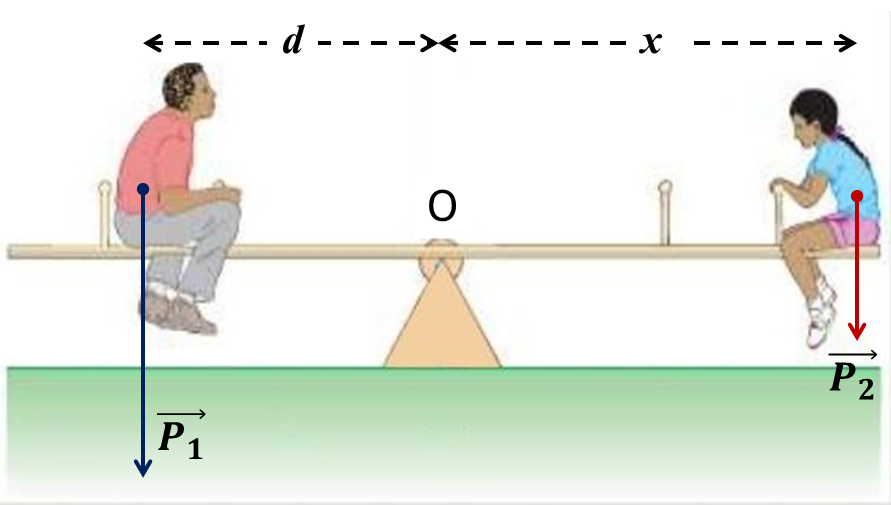 d x
O
P₂
P₁